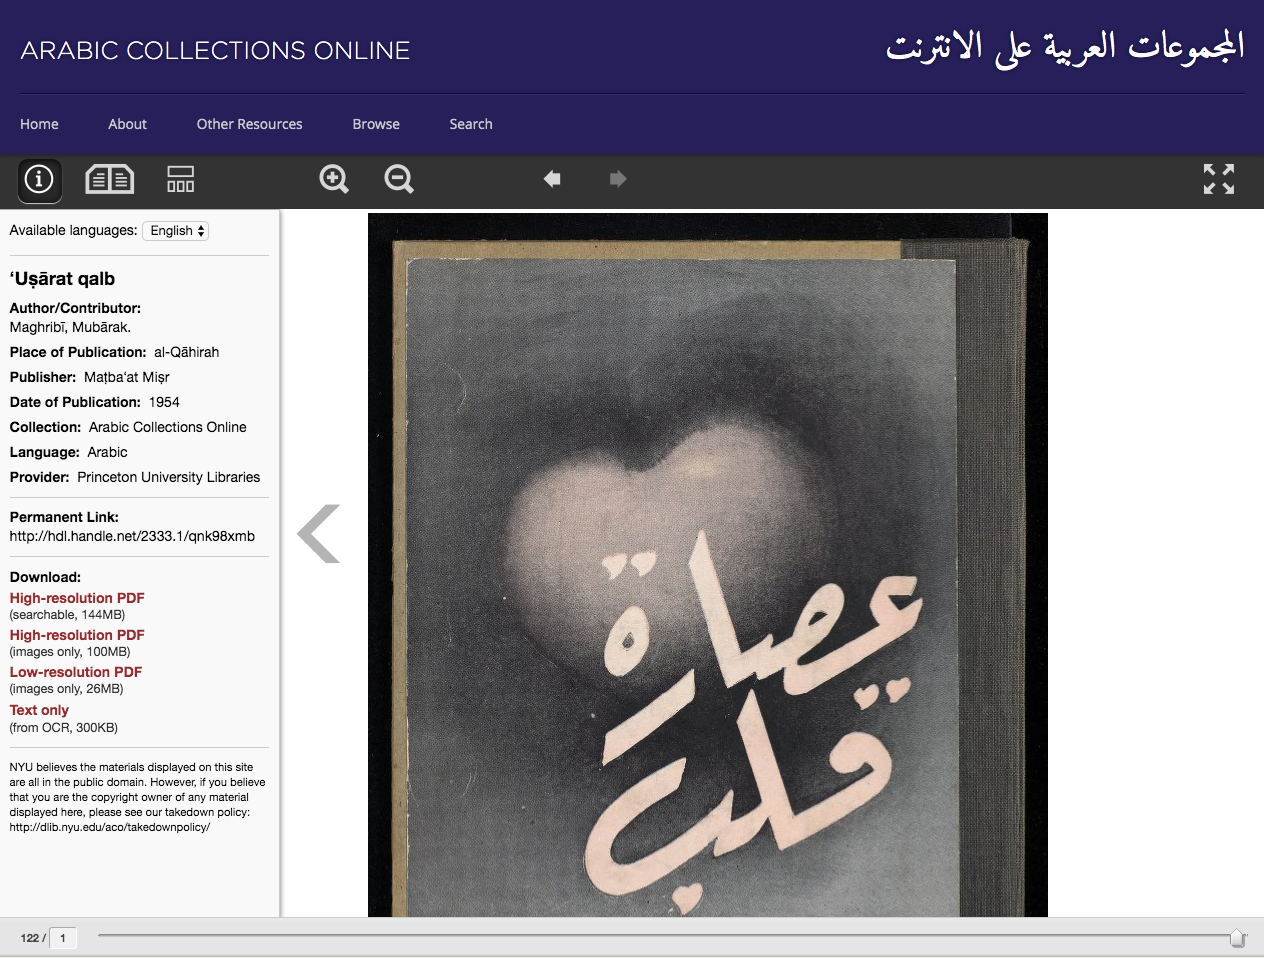 ARABIC COLLECTIONS ONLINE
المجموعات العربية على الانترنت
Home About Other Resources Browse Search
Available languages: English
‘Uṣārat qalb
Author/Contributor:
Maghribī, Mubārak.
Place of Publication: al-Qāhirah
Publisher: Maṭba‘at Miṣr
Date of Publication: 1954
Collection: Arabic Collections Online
Language: Arabic
Provider: Princeton University Libraries
Permanent Link:
http://hdl.handle.net/2333.1/qnk98xmb
Download:
High-resolution PDF
(searchable, 144MB)
High-resolution PDF
(images only, 100MB)
Low-resolution PDF
(images only, 26MB)
Text only
(from OCR, 300KB)
NYU believes the materials displayed on this site
are all in the public domain. However, if you believe
that you are the copyright owner of any material
displayed here, please see our takedown policy:
http://dlib.nyu.edu/aco/takedownpolicy/
عصارة
قلب
122 / 1